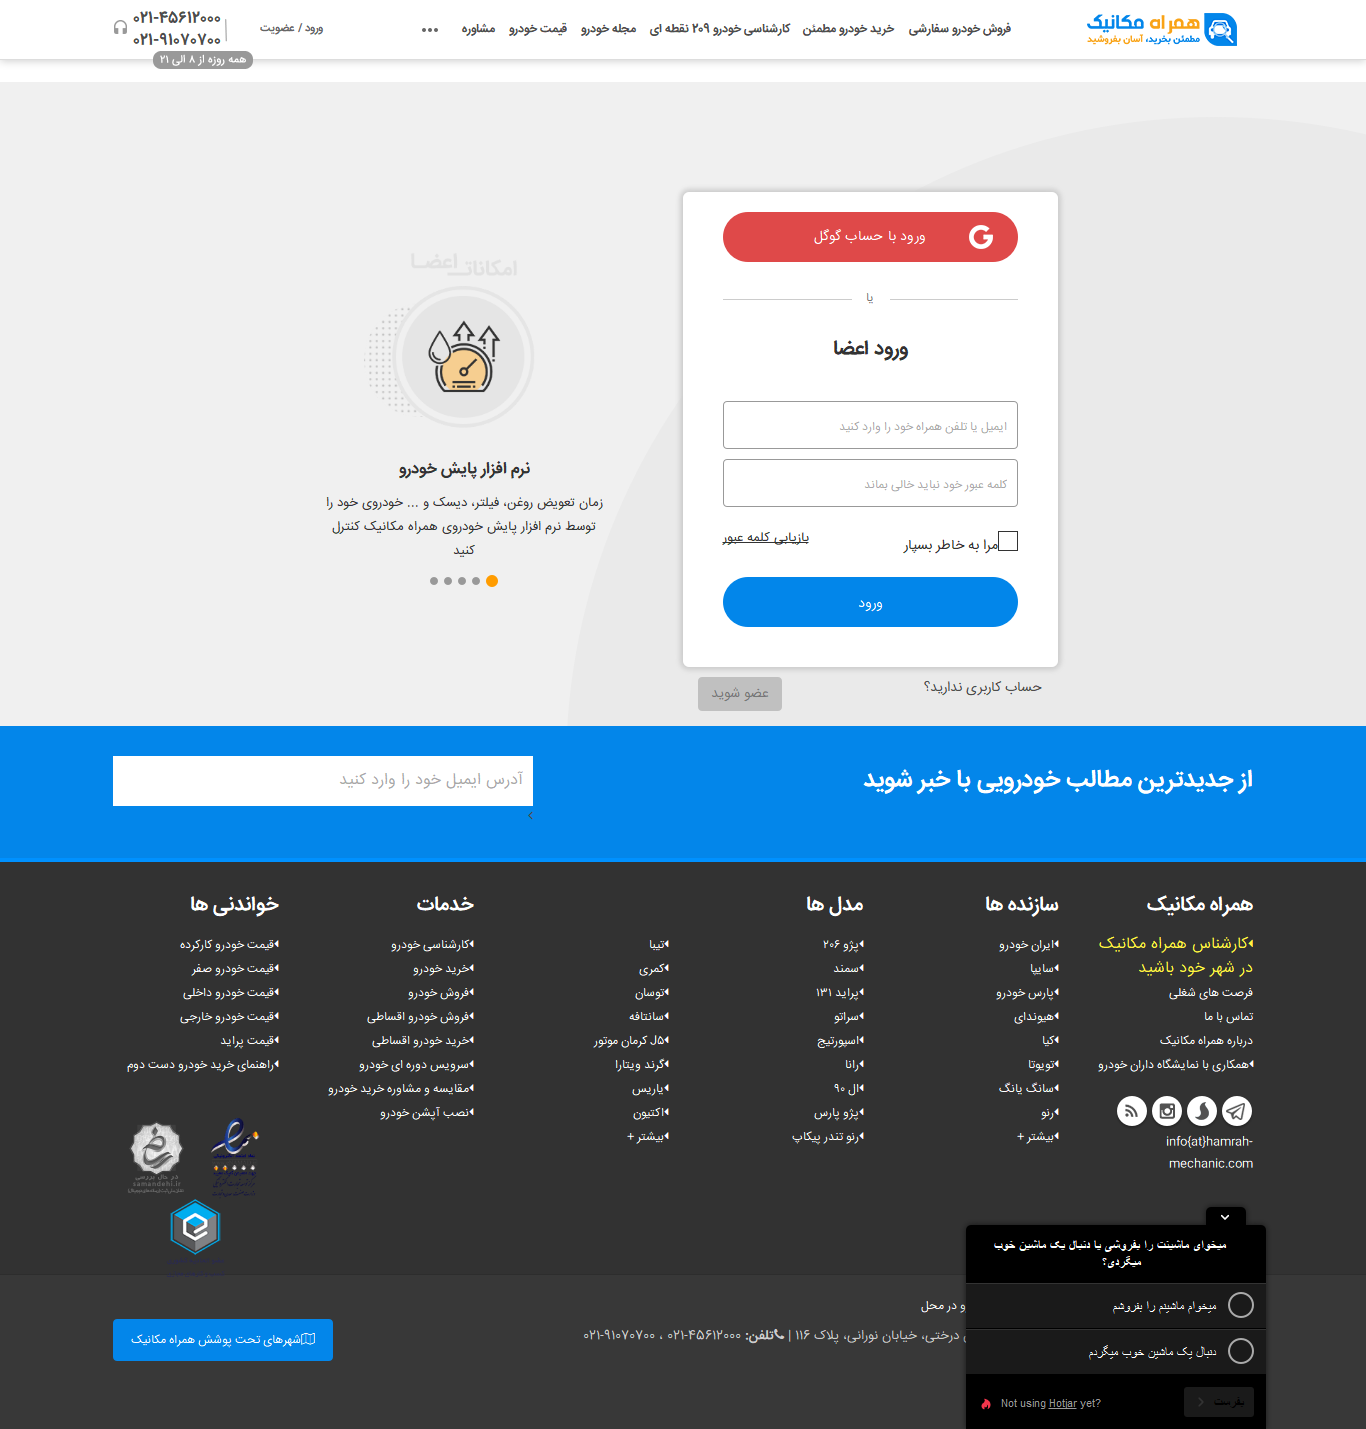 همراه مکانیک
مطمئن بخرید، آسان بفروشید
فروش خودرو سفارشی
خرید خودرو مطمئن
کارشناسی خودرو ۲۰۹ نقطه ای
مجله خودرو
قیمت خودرو
مشاوره
•••
ورود / عضویت
۰۲۱-۴۵۶۱۲۰۰۰
۰۲۱-۹۱۰۷۰۷۰۰
همه روزه از ۸ الی ۲۱
ورود با حساب گوگل
یا
ورود اعضا
ایمیل یا تلفن همراه خود را وارد کنید
کلمه عبور خود نباید خالی بماند
مرا به خاطر بسپار
بازیابی کلمه عبور
ورود
حساب کاربری ندارید؟
عضو شوید
امکانات اعضا
نرم افزار پایش خودرو
زمان تعویض روغن، فیلتر، دیسک و ... خودروی خود را
توسط نرم افزار پایش خودروی همراه مکانیک کنترل
کنید
از جدیدترین مطالب خودرویی با خبر شوید
آدرس ایمیل خود را وارد کنید
همراه مکانیک
کارشناس همراه مکانیک
در شهر خود باشید
فرصت های شغلی
تماس با ما
درباره همراه مکانیک
همکاری با نمایشگاه داران خودرو
info{at}hamrah-
mechanic.com
سازنده ها
ایران خودرو
سایپا
پارس خودرو
هیوندای
کیا
تویوتا
سانگ یانگ
رنو
بیشتر +
مدل ها
پژو ۲۰۶
سمند
پراید ۱۳۱
سراتو
اسپورتیج
رانا
ال ۹۰
پژو پارس
رنو تندر پیکاپ
تیبا
کمری
توسان
سانتافه
J۵ کرمان موتور
گرند ویتارا
یاریس
اکتیون
بیشتر +
خدمات
کارشناسی خودرو
خرید خودرو
فروش خودرو
فروش خودرو اقساطی
خرید خودرو اقساطی
سرویس دوره ای خودرو
مقایسه و مشاوره خرید خودرو
نصب آپشن خودرو
خواندنی ها
قیمت خودرو کارکرده
قیمت خودرو صفر
قیمت خودرو داخلی
قیمت خودرو خارجی
قیمت پراید
راهنمای خرید خودرو دست دوم
در حال بررسی
samandehi.ir
و در محل
درختی، خیابان نورانی، پلاک ۱۱۶ | تلفن: ۰۲۱-۴۵۶۱۲۰۰۰ ، ۰۲۱-۹۱۰۷۰۷۰۰
شهرهای تحت پوشش همراه مکانیک
میخوای ماشینت را بفروشی یا دنبال یک ماشین خوب
میگردی؟
میخوام ماشینم را بفروشم
دنبال یک ماشین خوب میگردم
بفرست
Not using Hotjar yet?